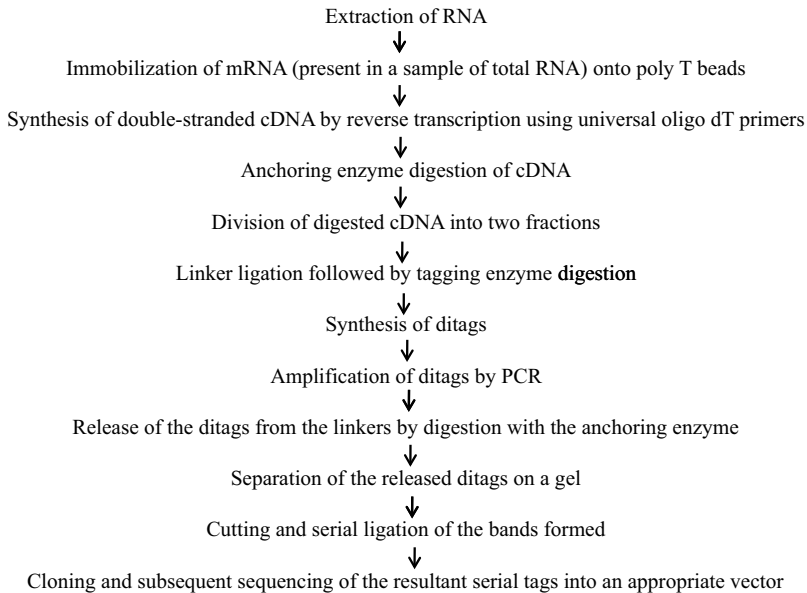 Extraction of RNA
Immobilization of mRNA (present in a sample of total RNA) onto poly T beads
Synthesis of double-stranded cDNA by reverse transcription using universal oligo dT primers
Anchoring enzyme digestion of cDNA
Division of digested cDNA into two fractions
Linker ligation followed by tagging enzyme digestion
Synthesis of ditags
Amplification of ditags by PCR
Release of the ditags from the linkers by digestion with the anchoring enzyme
Separation of the released ditags on a gel
Cutting and serial ligation of the bands formed
Cloning and subsequent sequencing of the resultant serial tags into an appropriate vector